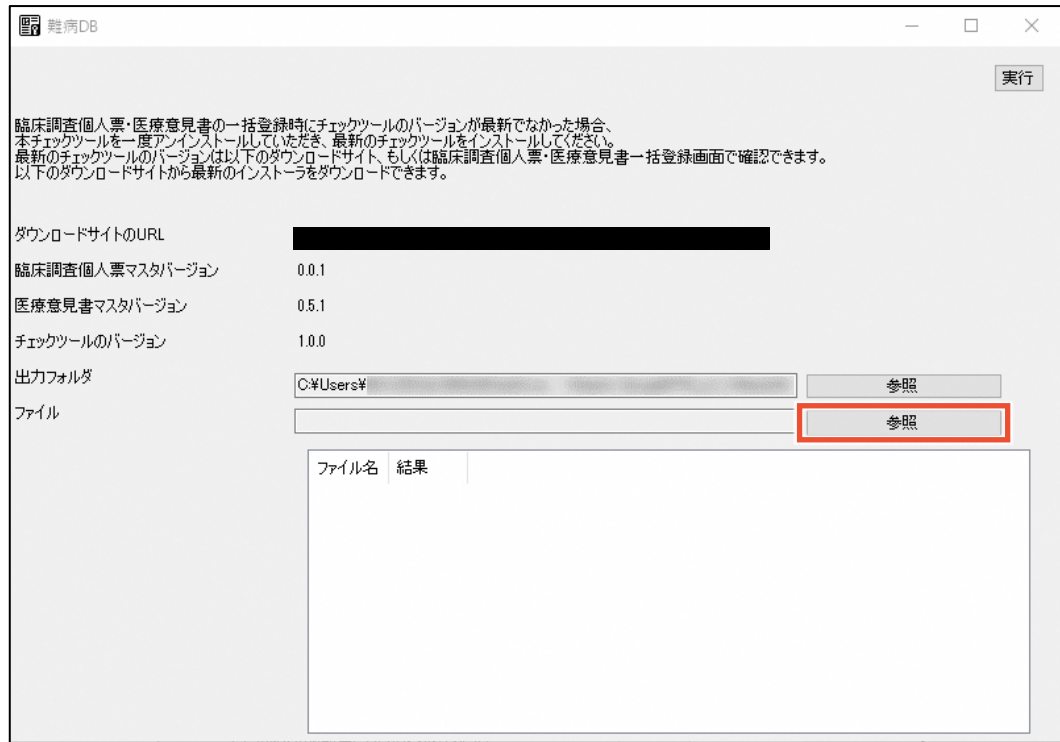 難病DB
実行
臨床調査個人票・医療意見書の一括登録時にチェックツールのバージョンが最新でなかった場合、
本チェックツールを一度アンインストールしていただき、最新のチェックツールをインストールしてください。
最新のチェックツールのバージョンは以下のダウンロードサイト、もしくは臨床調査個人票・医療意見書一括登録画面で確認できます。
以下のダウンロードサイトから最新のインストーラをダウンロードできます。
ダウンロードサイトのURL
臨床調査個人票マスタバージョン 0.0.1
医療意見書マスタバージョン 0.5.1
チェックツールのバージョン 1.0.0
出力フォルダ C:¥Users¥ 参照
ファイル 参照
ファイル名 結果